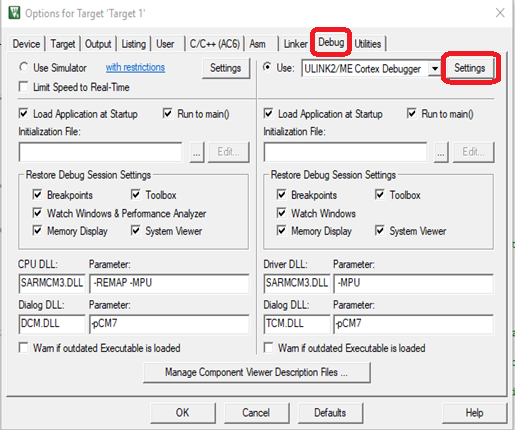 Options for Target 'Target 1'
Device Target Output Listing User C/C++ (AC6) Asm Linker Debug Utilities
Use Simulator with restrictions Settings
Limit Speed to Real-Time
Load Application at Startup Run to main()
Initialization File:
... Edit...
Restore Debug Session Settings
Breakpoints Toolbox
Watch Windows & Performance Analyzer
Memory Display System Viewer
CPU DLL: Parameter:
SARMCM3.DLL -REMAP -MPU
Dialog DLL: Parameter:
DCM.DLL -pCM7
Warn if outdated Executable is loaded
Use: ULINK2/ME Cortex Debugger Settings
Load Application at Startup Run to main()
Initialization File:
... Edit...
Restore Debug Session Settings
Breakpoints Toolbox
Watch Windows
Memory Display System Viewer
Driver DLL: Parameter:
SARMCM3.DLL -MPU
Dialog DLL: Parameter:
TCM.DLL -pCM7
Warn if outdated Executable is loaded
Manage Component Viewer Description Files ...
OK Cancel Defaults Help